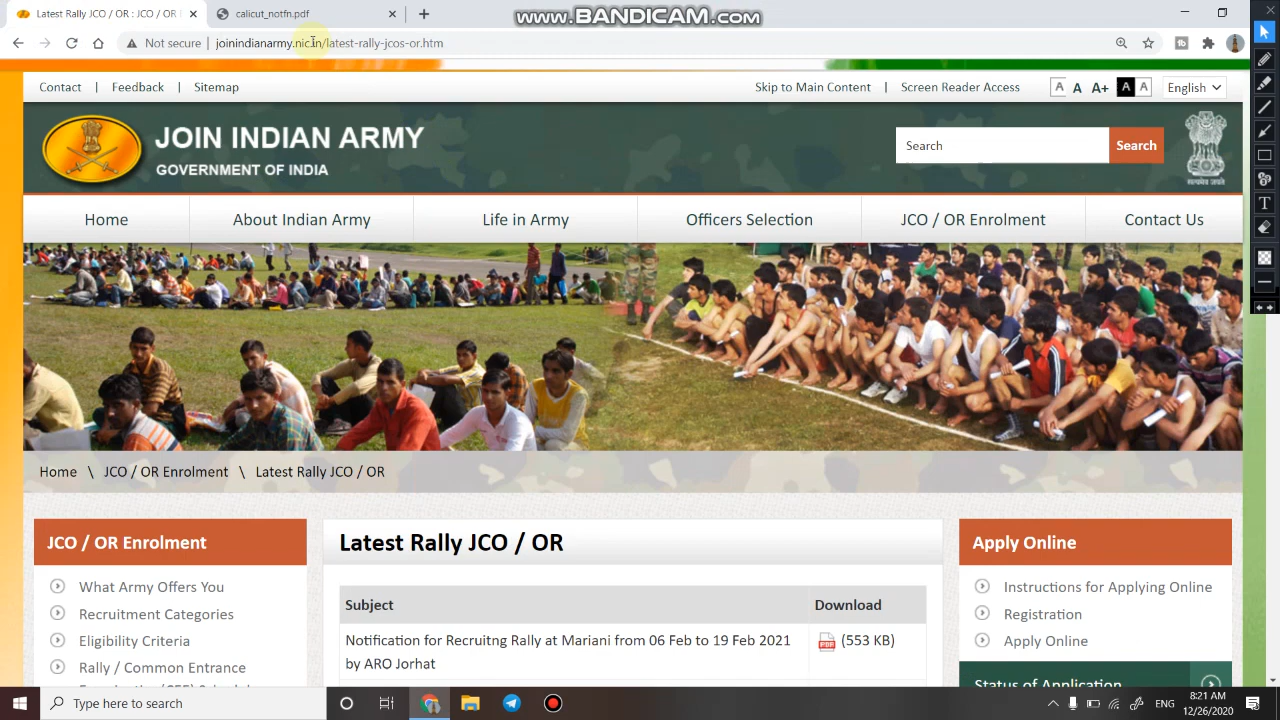 Latest Rally JCO / OR : JCO / OR
calicut_notfn.pdf
WWW.BANDICAM.COM
Not secure | joinindianarmy.nic.in/latest-rally-jcos-or.htm
Contact | Feedback | Sitemap
Skip to Main Content | Screen Reader Access
A A A+ A A
English
JOIN INDIAN ARMY
GOVERNMENT OF INDIA
Search
Search
सत्यमेव जयते
Home
About Indian Army
Life in Army
Officers Selection
JCO / OR Enrolment
Contact Us
Home \ JCO / OR Enrolment \ Latest Rally JCO / OR
JCO / OR Enrolment
What Army Offers You
Recruitment Categories
Eligibility Criteria
Rally / Common Entrance
Latest Rally JCO / OR
Subject
Download
Notification for Recruitng Rally at Mariani from 06 Feb to 19 Feb 2021
by ARO Jorhat
PDF (553 KB)
Apply Online
Instructions for Applying Online
Registration
Apply Online
Status of Application
Type here to search
ENG
8:21 AM
12/26/2020